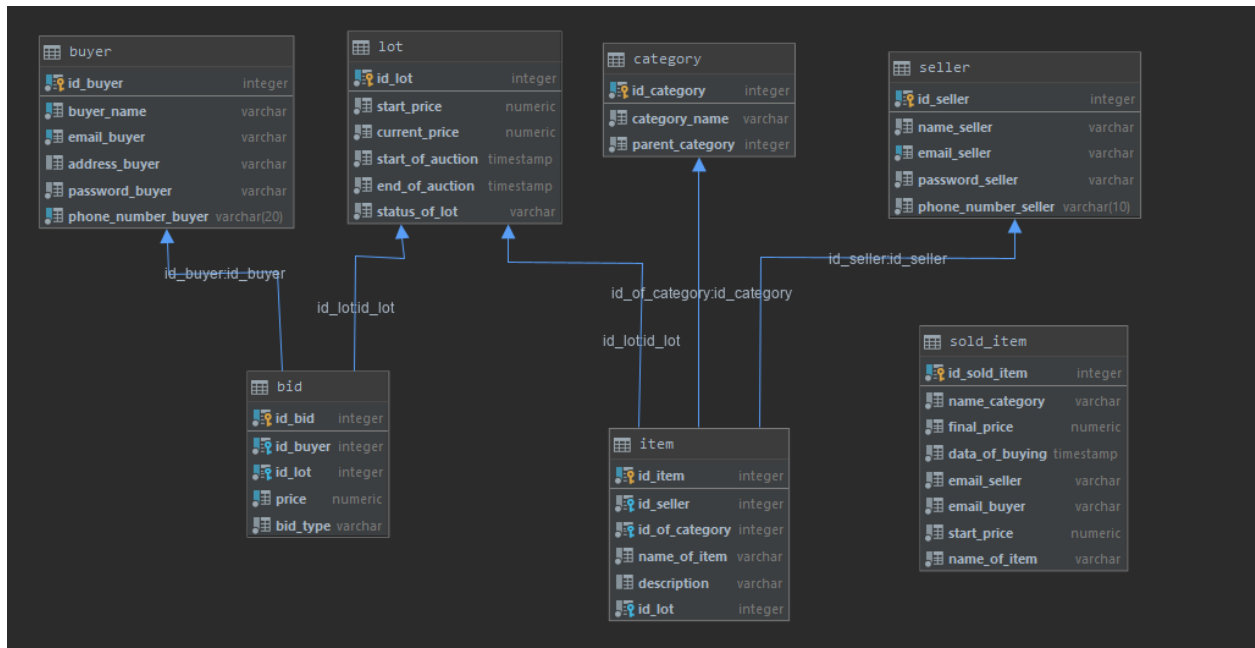 buyer
id_buyer integer
buyer_name varchar
email_buyer varchar
address_buyer varchar
password_buyer varchar
phone_number_buyer varchar(20)
lot
id_lot integer
start_price numeric
current_price numeric
start_of_auction timestamp
end_of_auction timestamp
status_of_lot varchar
category
id_category integer
category_name varchar
parent_category integer
seller
id_seller integer
name_seller varchar
email_seller varchar
password_seller varchar
phone_number_seller varchar(10)
id_buyer:id_buyer
id_lot:id_lot
id_of_category:id_category
id_lot:id_lot
id_seller:id_seller
bid
id_bid integer
id_buyer integer
id_lot integer
price numeric
bid_type varchar
item
id_item integer
id_seller integer
id_of_category integer
name_of_item varchar
description varchar
id_lot integer
sold_item
id_sold_item integer
name_category varchar
final_price numeric
data_of_buying timestamp
email_seller varchar
email_buyer varchar
start_price numeric
name_of_item varchar